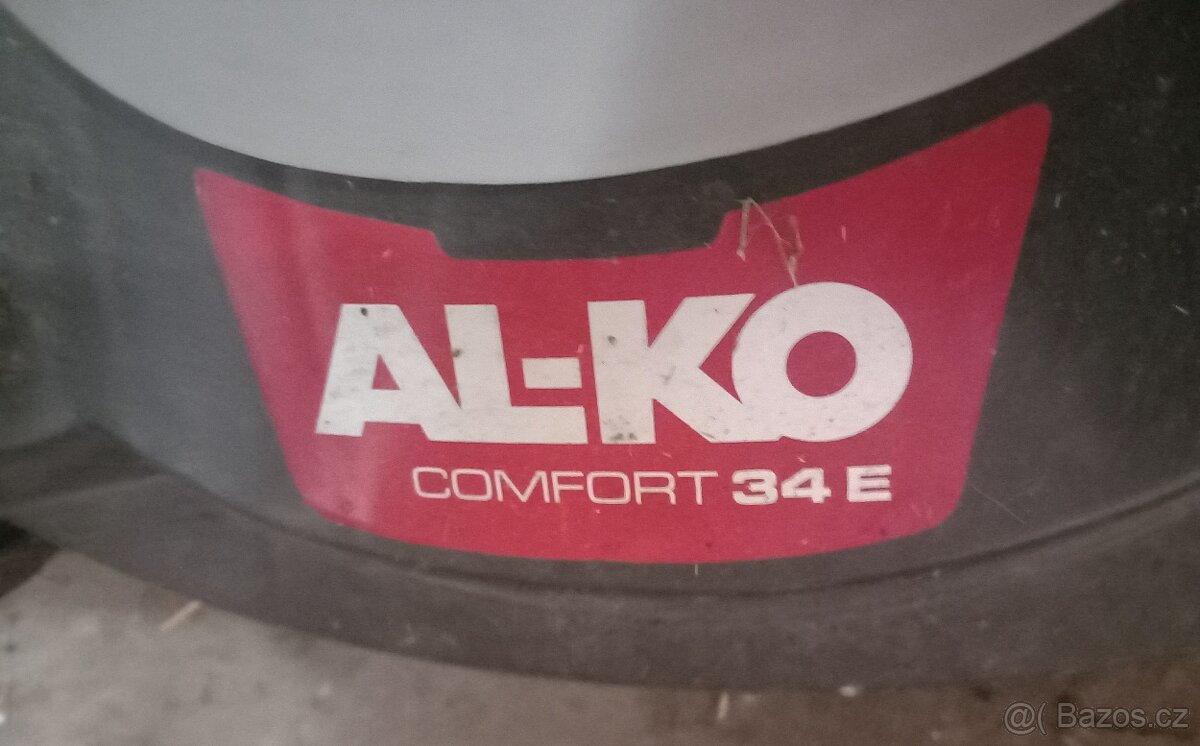 AL-KO
COMFORT 34 E
@( Bazos.cz